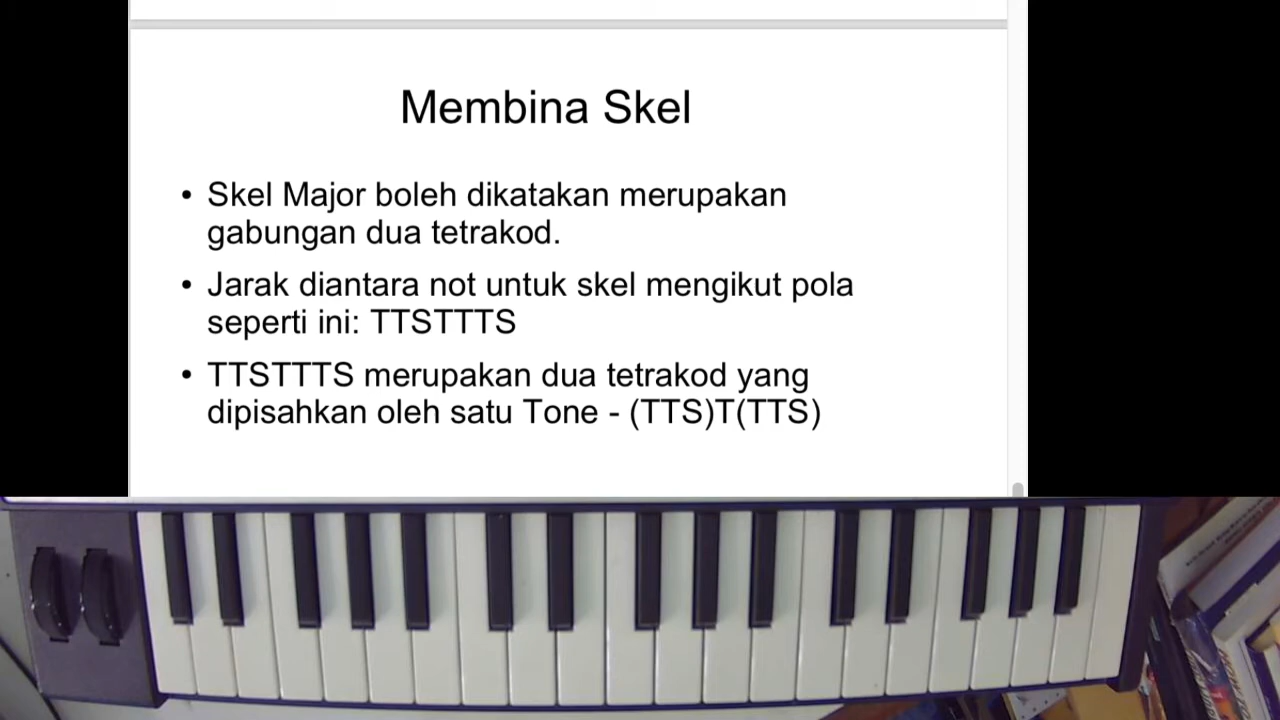 Membina Skel
• Skel Major boleh dikatakan merupakan
gabungan dua tetrakod.
• Jarak diantara not untuk skel mengikut pola
seperti ini: TTSTTTS
• TTSTTTS merupakan dua tetrakod yang
dipisahkan oleh satu Tone - (TTS)T(TTS)